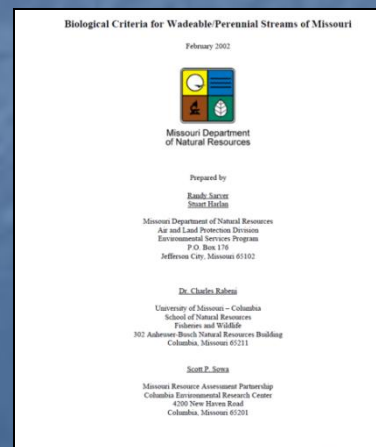 Biological Criteria for Wadeable/Perennial Streams of Missouri
February 2002
Missouri Department
of Natural Resources
Prepared by
Randy Sarver
Stuart Harlan
Missouri Department of Natural Resources
Air and Land Protection Division
Environmental Services Program
P.O. Box 176
Jefferson City, Missouri 65102
Dr. Charles Rabeni
University of Missouri – Columbia
School of Natural Resources
Fisheries and Wildlife
302 Anheuser-Busch Natural Resources Building
Columbia, Missouri 65211
Scott P. Sowa
Missouri Resource Assessment Partnership
Columbia Environmental Research Center
4200 New Haven Road
Columbia, Missouri 65201